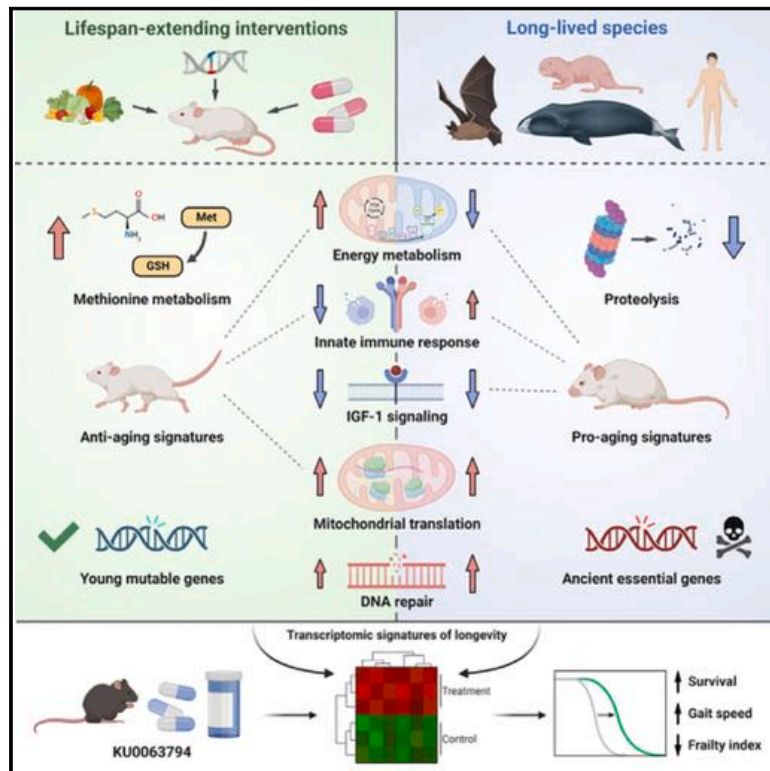 Lifespan-extending interventions
Long-lived species
Met
GSH
Methionine metabolism
Energy metabolism
Proteolysis
Innate immune response
IGF-1 signaling
Anti-aging signatures
Pro-aging signatures
Mitochondrial translation
Young mutable genes
Ancient essential genes
DNA repair
Transcriptomic signatures of longevity
Treatment
Control
Survival
Gait speed
Frailty index
KU0063794